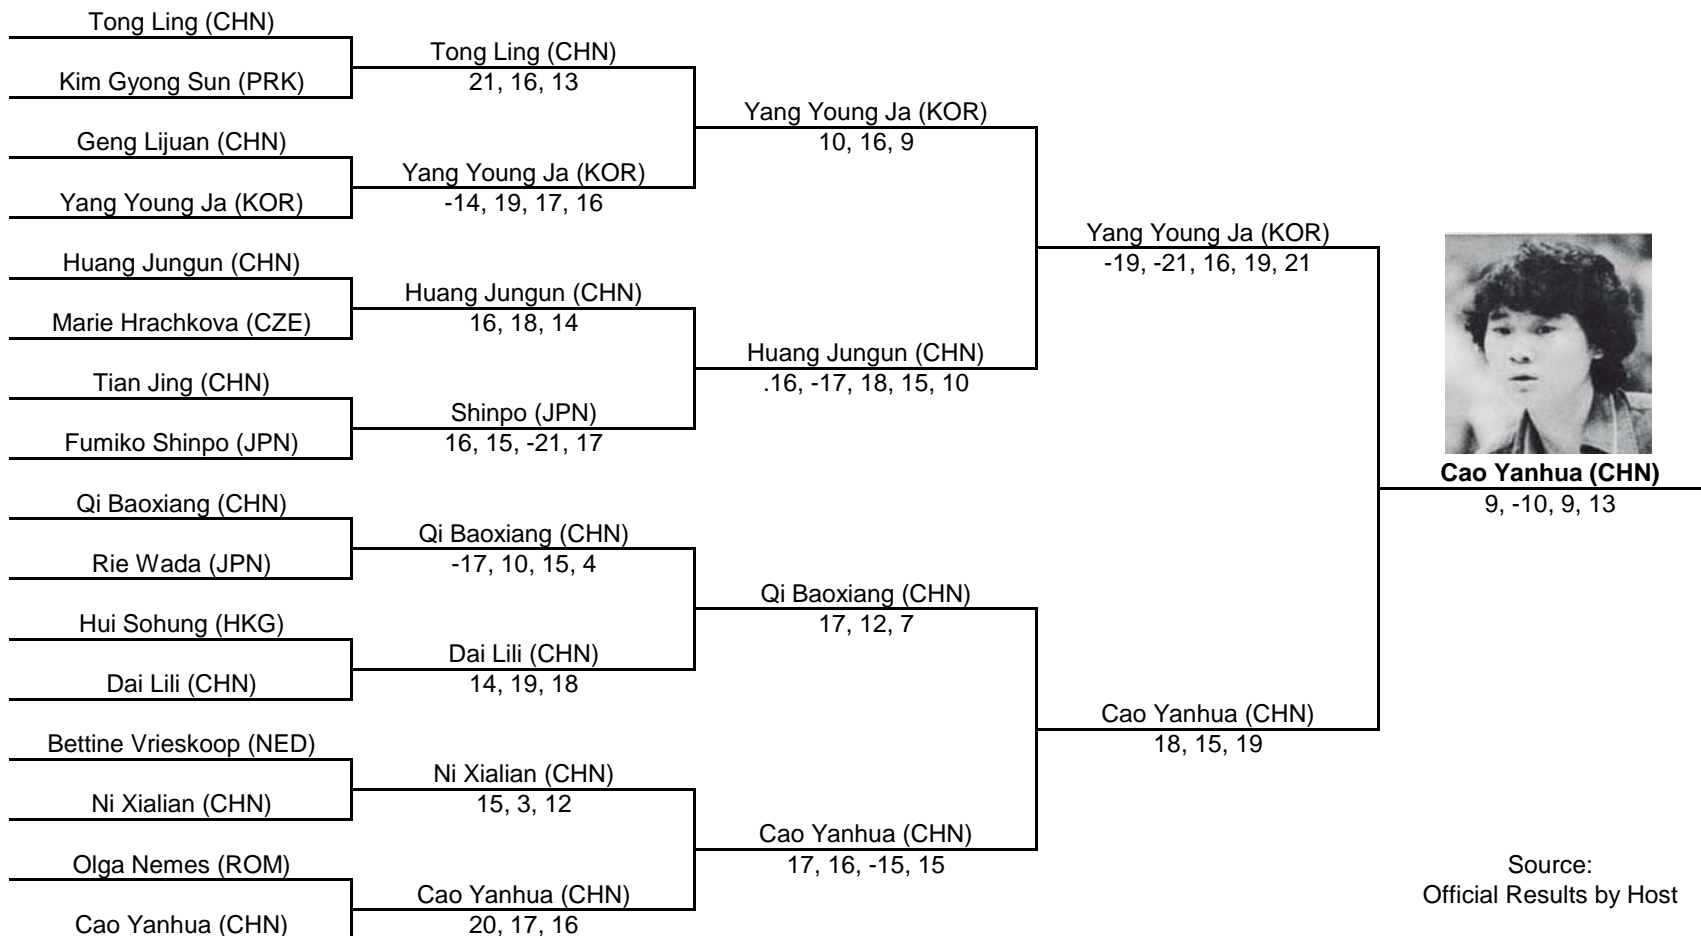 Tong Ling (CHN)
Kim Gyong Sun (PRK)
Geng Lijuan (CHN)
Yang Young Ja (KOR)
Huang Jungun (CHN)
Marie Hrachkova (CZE)
Tian Jing (CHN)
Fumiko Shinpo (JPN)
Qi Baoxiang (CHN)
Rie Wada (JPN)
Hui Sohung (HKG)
Dai Lili (CHN)
Bettine Vrieskoop (NED)
Ni Xialian (CHN)
Olga Nemes (ROM)
Cao Yanhua (CHN)
Tong Ling (CHN)
21, 16, 13
Yang Young Ja (KOR)
-14, 19, 17, 16
Huang Jungun (CHN)
16, 18, 14
Shinpo (JPN)
16, 15, -21, 17
Qi Baoxiang (CHN)
-17, 10, 15, 4
Dai Lili (CHN)
14, 19, 18
Ni Xialian (CHN)
15, 3, 12
Cao Yanhua (CHN)
20, 17, 16
Yang Young Ja (KOR)
10, 16, 9
Huang Jungun (CHN)
.16, -17, 18, 15, 10
Qi Baoxiang (CHN)
17, 12, 7
Cao Yanhua (CHN)
17, 16, -15, 15
Yang Young Ja (KOR)
-19, -21, 16, 19, 21
Cao Yanhua (CHN)
18, 15, 19
Cao Yanhua (CHN)
9, -10, 9, 13
Source:
Official Results by Host